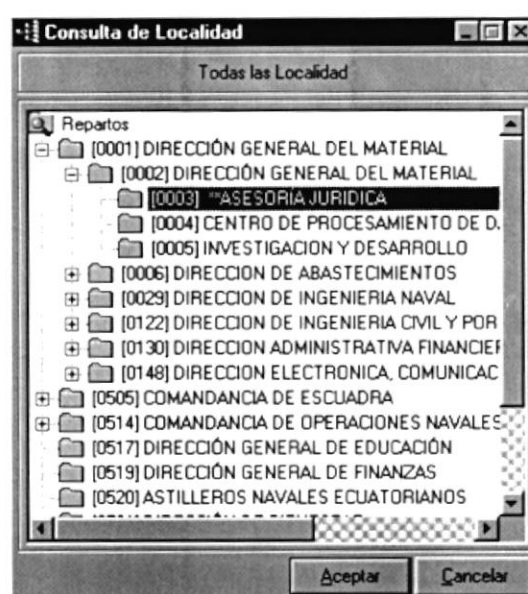 Consulta de Localidad
Todas las Localidad
Repartos
[0001] DIRECCIÓN GENERAL DEL MATERIAL
[0002] DIRECCIÓN GENERAL DEL MATERIAL
[0003] **ASESORÍA JURIDICA
[0004] CENTRO DE PROCESAMIENTO DE D.
[0005] INVESTIGACION Y DESARROLLO
[0006] DIRECCION DE ABASTECIMIENTOS
[0029] DIRECCION DE INGENIERIA NAVAL
[0122] DIRECCION DE INGENIERIA CIVIL Y POR
[0130] DIRECCION ADMINISTRATIVA FINANCIER
[0148] DIRECCION ELECTRONICA, COMUNICAC
[0505] COMANDANCIA DE ESCUADRA
[0514] COMANDANCIA DE OPERACIONES NAVALES
[0517] DIRECCIÓN GENERAL DE EDUCACIÓN
[0519] DIRECCIÓN GENERAL DE FINANZAS
[0520] ASTILLEROS NAVALES ECUATORIANOS
Aceptar Cancelar